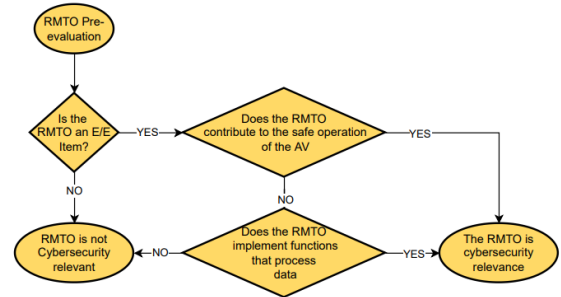 RMTO Pre-
evaluation
Is the
RMTO an E/E
Item?
YES
Does the RMTO
contribute to the safe operation
of the AV
YES
NO
NO
RMTO is not
Cybersecurity
relevant
NO
Does the RMTO
implement functions
that process
data
YES
The RMTO is
cybersecurity
relevance